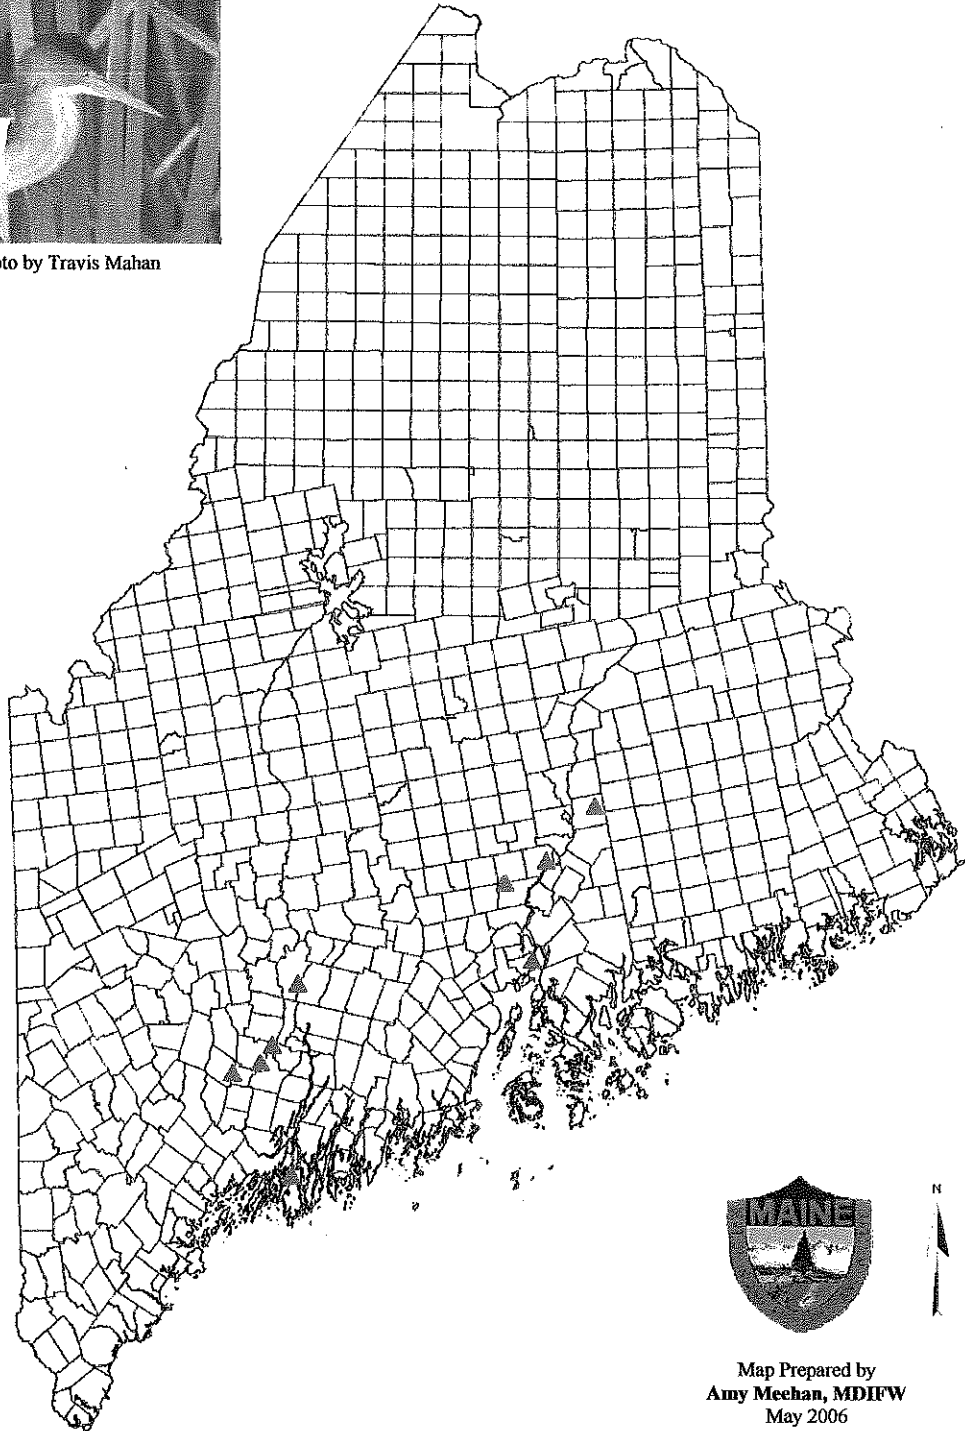 to by Travis Mahan
MAINE
N
Map Prepared by
Amy Meehan, MDIFW
May 2006